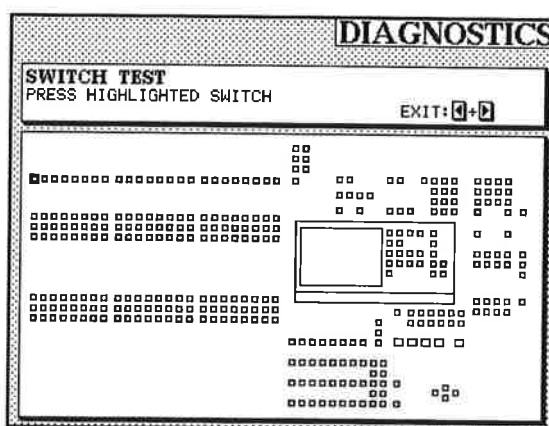 DIAGNOSTICS
SWITCH TEST
PRESS HIGHLIGHTED SWITCH
EXIT:◀+▶